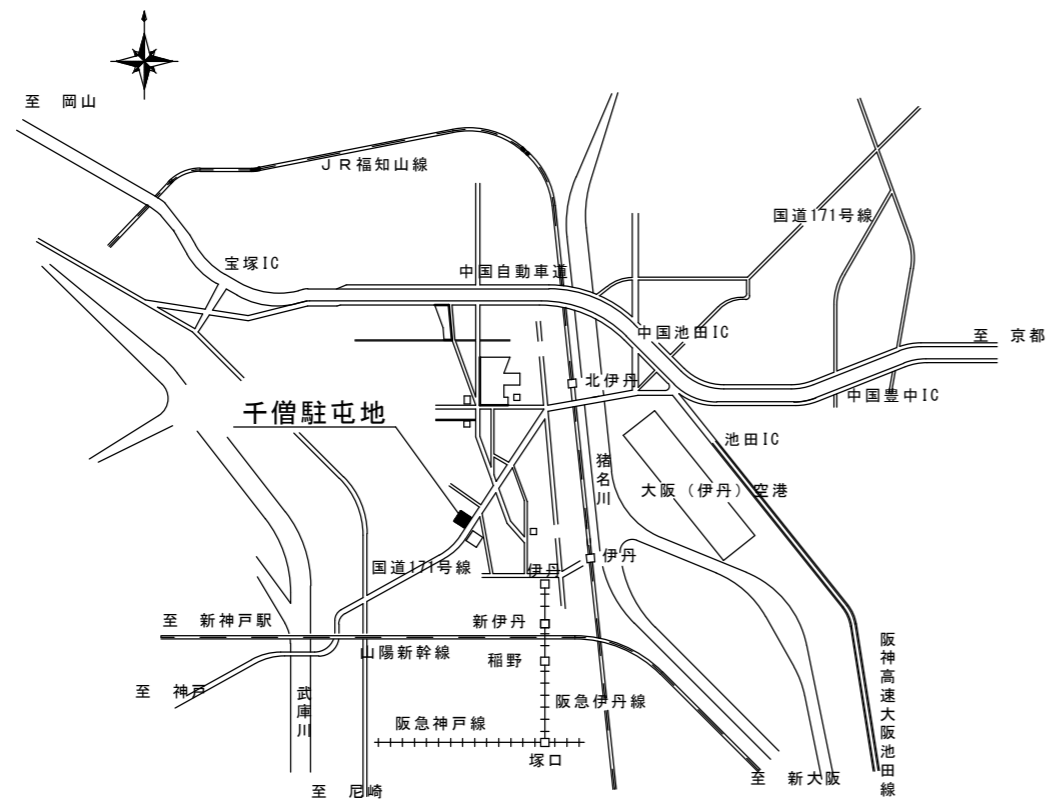 至　岡山
ＪＲ福知山線
国道171号線
宝塚IC
中国自動車道
中国池田IC
至　京都
北伊丹
中国豊中IC
千僧駐屯地
池田IC
猪名川
大阪（伊丹）空港
国道171号線
伊丹
伊丹
至　新神戸駅
新伊丹
山陽新幹線
稲野
阪神高速大阪池田線
至　神戸
武庫川
阪急伊丹線
阪急神戸線
塚口
至　新大阪
至　尼崎